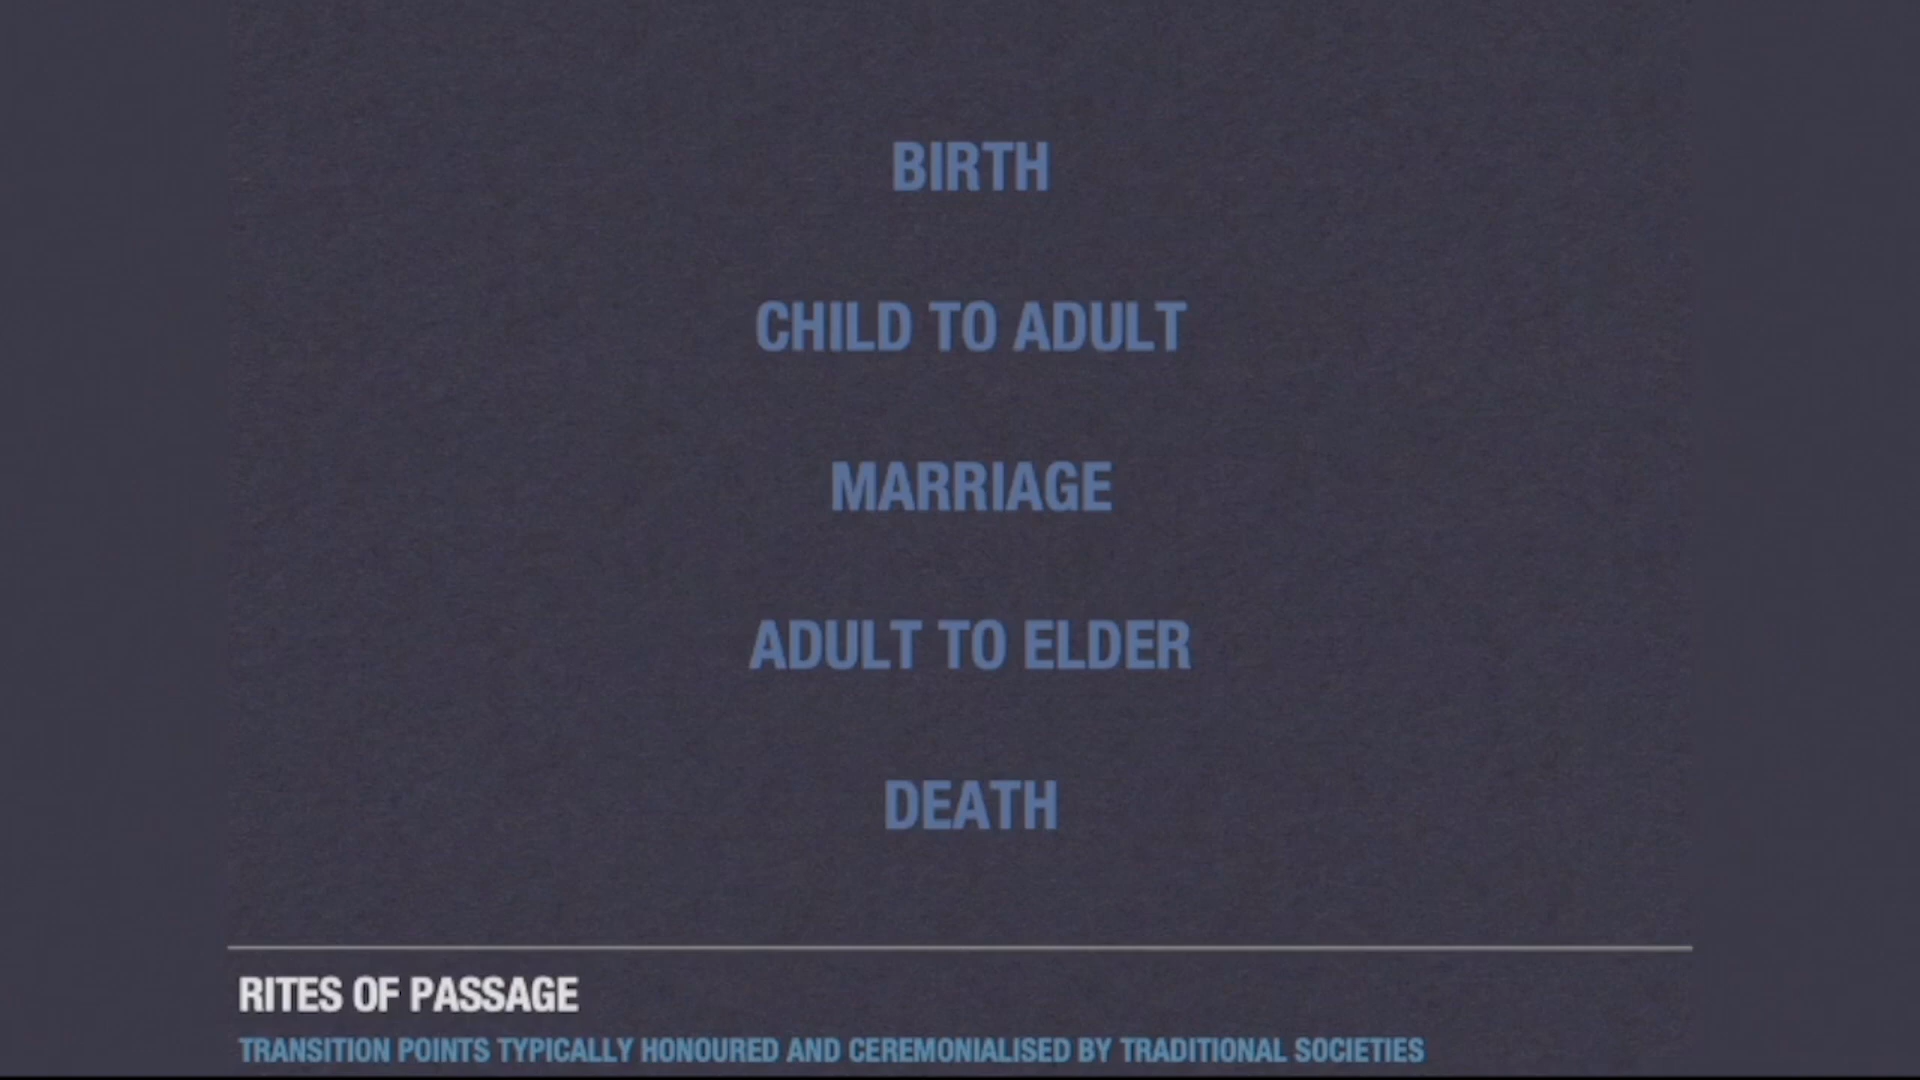 BIRTH
CHILD TO ADULT
MARRIAGE
ADULT TO ELDER
DEATH
RITES OF PASSAGE
TRANSITION POINTS TYPICALLY HONOURED AND CEREMONIALISED BY TRADITIONAL SOCIETIES